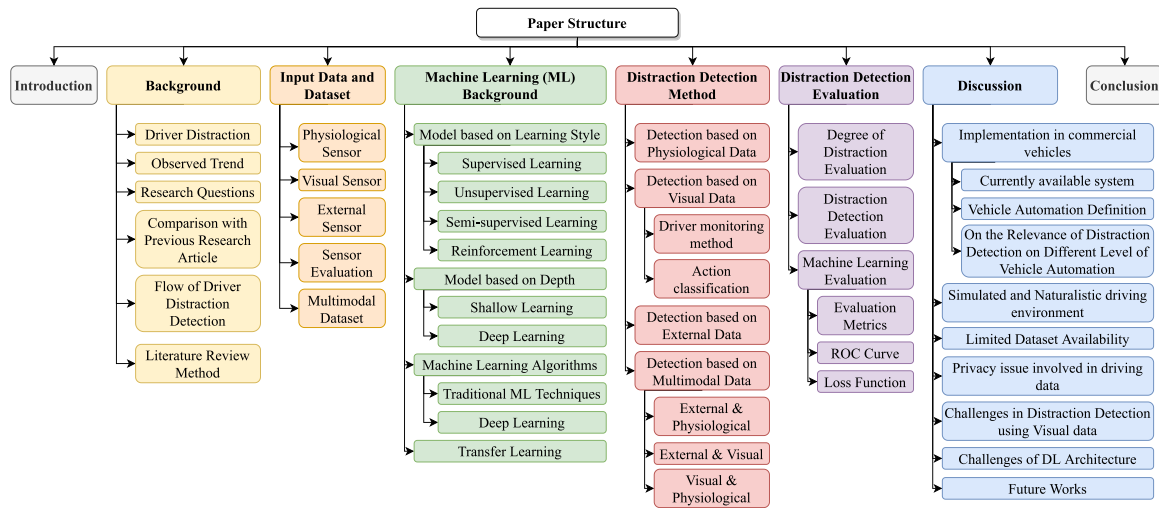 Paper Structure
Introduction
Background
Driver Distraction
Observed Trend
Research Questions
Comparison with
Previous Research
Article
Flow of Driver
Distraction
Detection
Literature Review
Method
Input Data and
Dataset
Physiological
Sensor
Visual Sensor
External
Sensor
Sensor
Evaluation
Multimodal
Dataset
Machine Learning (ML)
Background
Model based on Learning Style
Supervised Learning
Unsupervised Learning
Semi-supervised Learning
Reinforcement Learning
Model based on Depth
Shallow Learning
Deep Learning
Machine Learning Algorithms
Traditional ML Techniques
Deep Learning
Transfer Learning
Distraction Detection
Method
Detection based on
Physiological Data
Detection based on
Visual Data
Driver monitoring
method
Action
classification
Detection based on
External Data
Detection based on
Multimodal Data
External &
Physiological
External & Visual
Visual &
Physiological
Distraction Detection
Evaluation
Degree of
Distraction
Evaluation
Distraction
Detection
Evaluation
Machine Learning
Evaluation
Evaluation
Metrics
ROC Curve
Loss Function
Discussion
Implementation in commercial
vehicles
Currently available system
Vehicle Automation Definition
On the Relevance of Distraction
Detection on Different Level of
Vehicle Automation
Simulated and Naturalistic driving
environment
Limited Dataset Availability
Privacy issue involved in driving
data
Challenges in Distraction Detection
using Visual data
Challenges of DL Architecture
Future Works
Conclusion